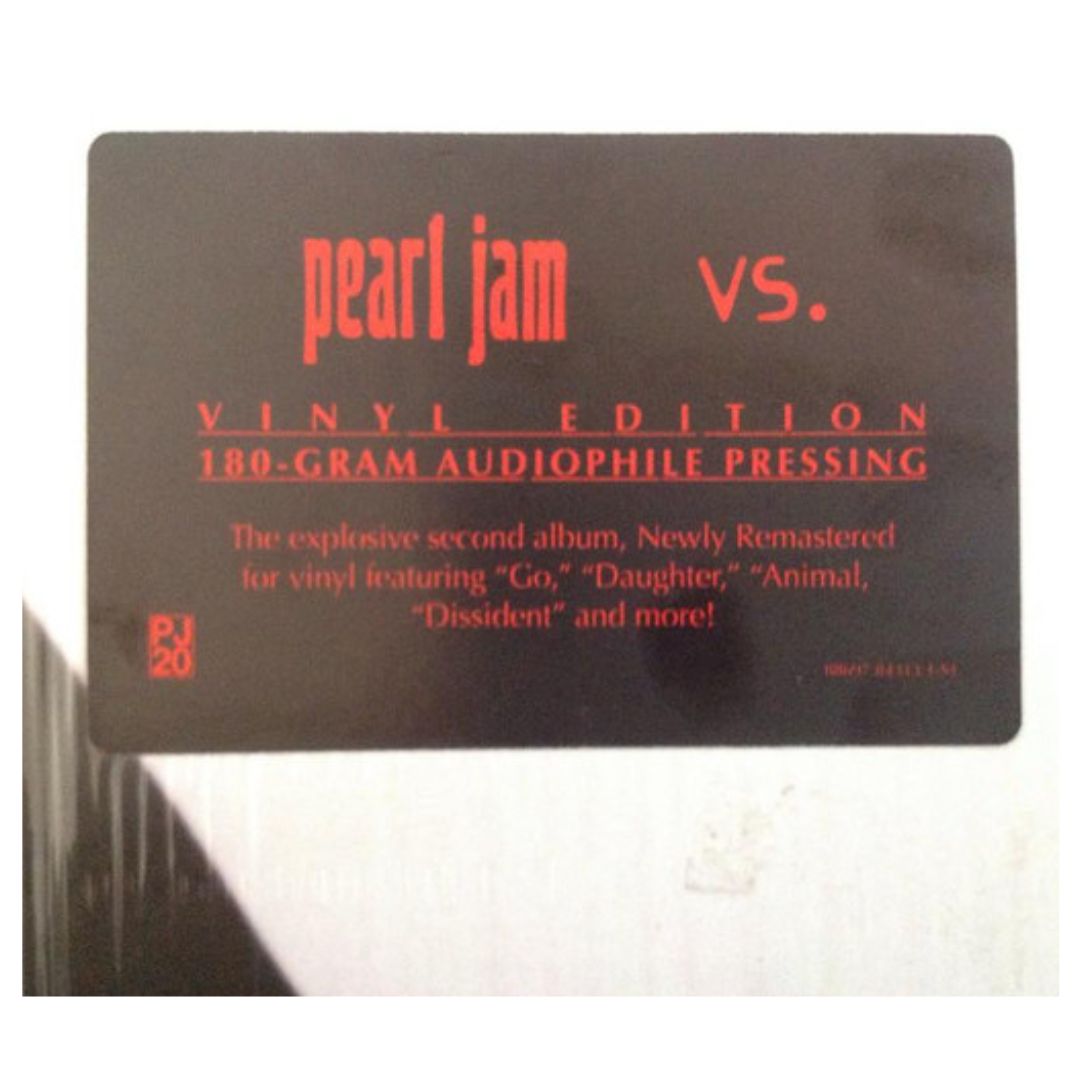 pearl jam vs.
VINYL EDITION
180-GRAM AUDIOPHILE PRESSING
The explosive second album, Newly Remastered
for vinyl featuring “Go,” “Daughter,” “Animal,
“Dissident” and more!
PJ
20